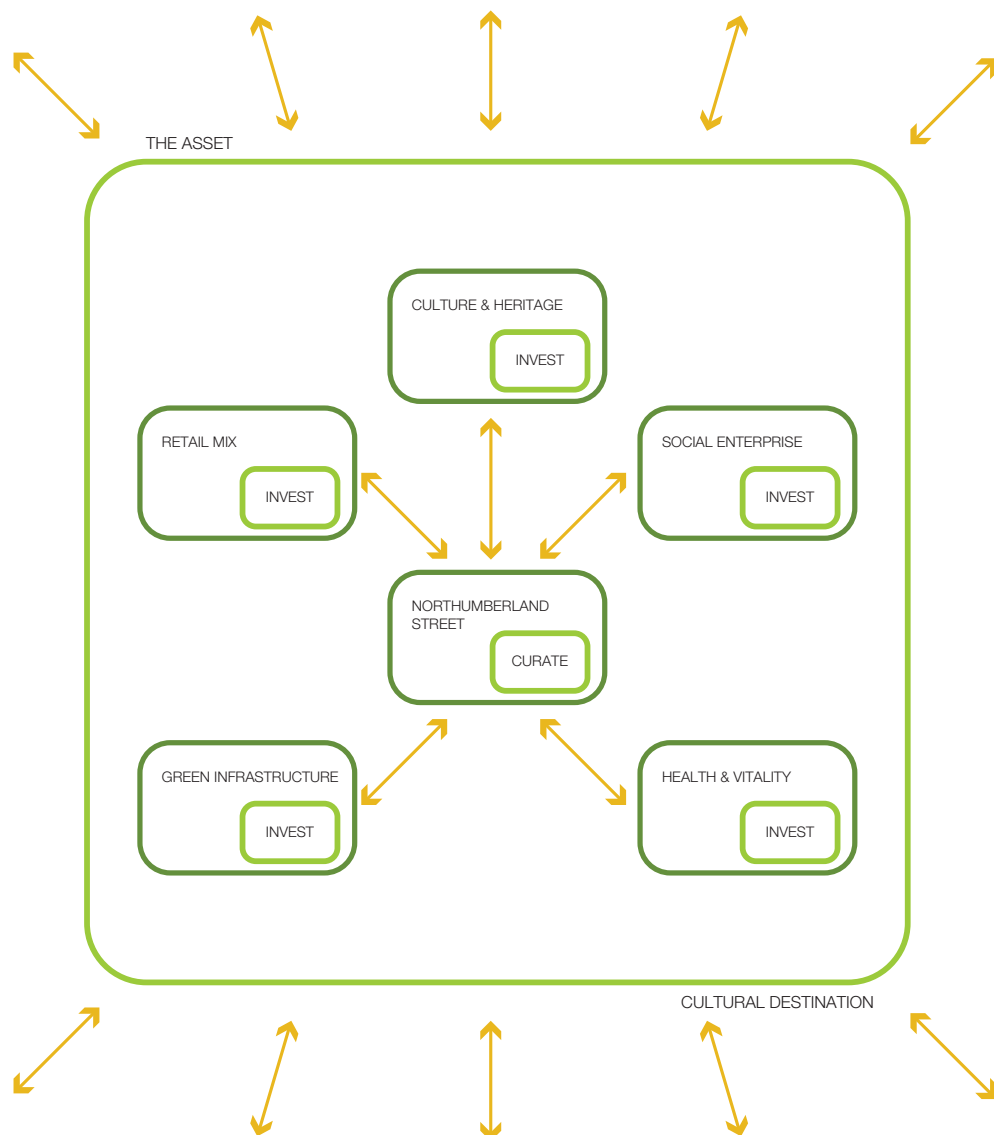 THE ASSET
CULTURE & HERITAGE
INVEST
RETAIL MIX
INVEST
SOCIAL ENTERPRISE
INVEST
NORTHUMBERLAND
STREET
CURATE
GREEN INFRASTRUCTURE
INVEST
HEALTH & VITALITY
INVEST
CULTURAL DESTINATION